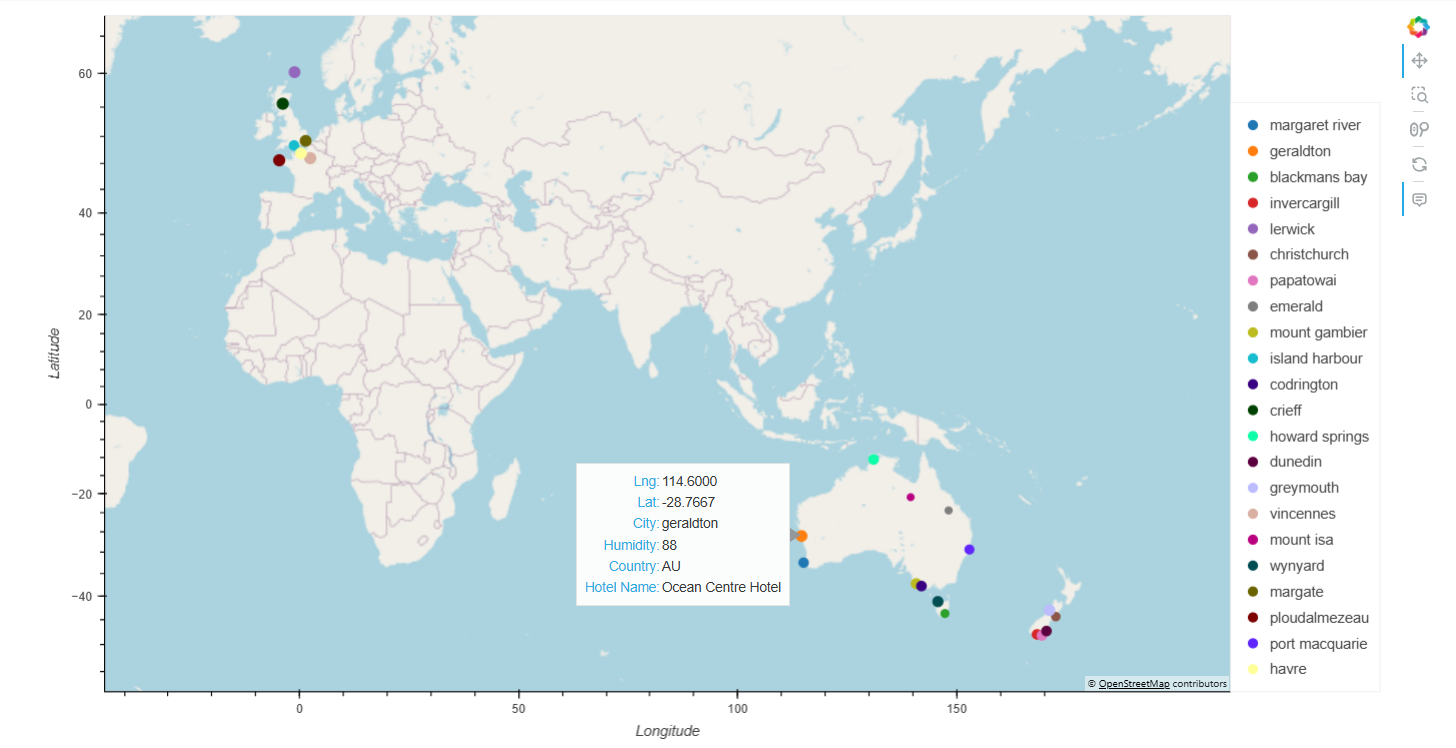 60
40
20
0
−20
−40
Latitude
0
50
100
150
Longitude
Lng: 114.6000
Lat: -28.7667
City: geraldton
Humidity: 88
Country: AU
Hotel Name: Ocean Centre Hotel
© OpenStreetMap contributors
margaret river
geraldton
blackmans bay
invercargill
lerwick
christchurch
papatowai
emerald
mount gambier
island harbour
codrington
crieff
howard springs
dunedin
greymouth
vincennes
mount isa
wynyard
margate
ploudalmezeau
port macquarie
havre